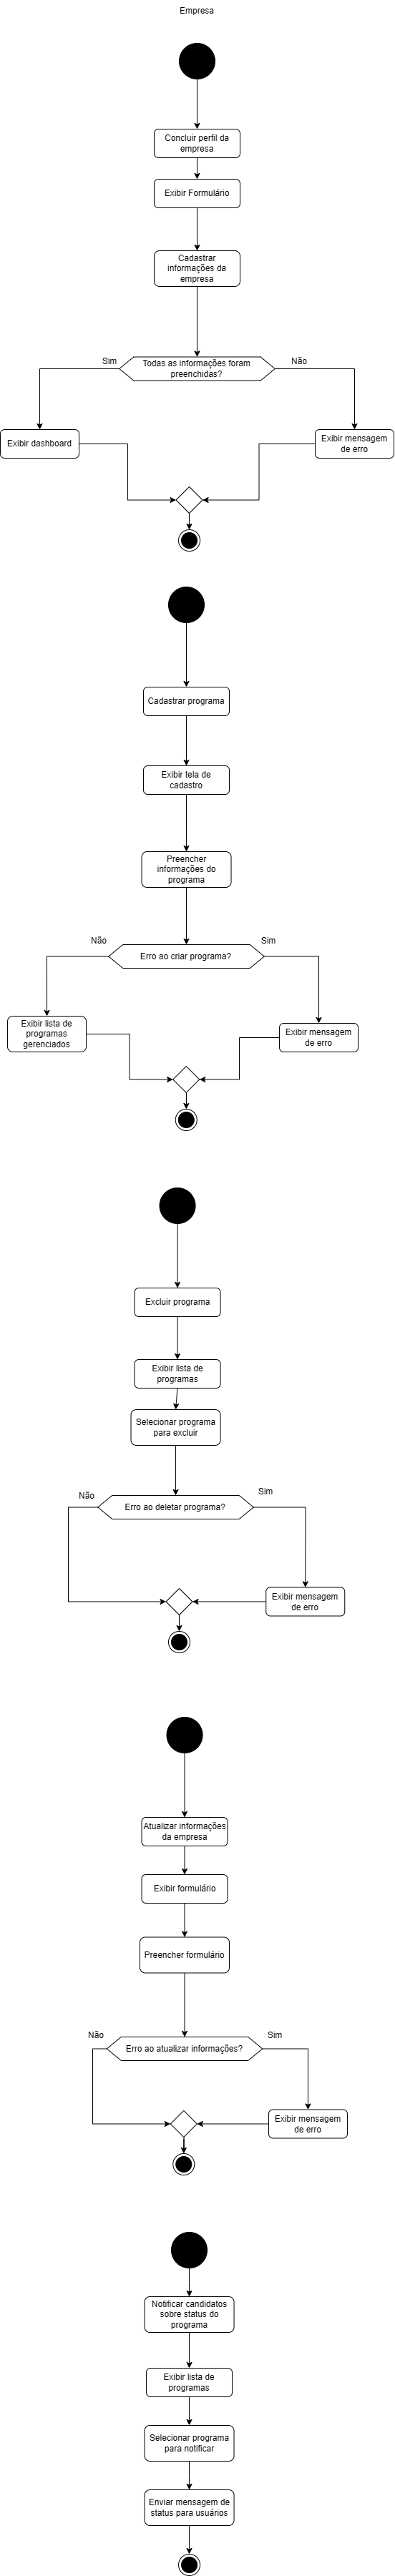 Empresa
Concluir perfil da
empresa
Exibir Formulário
Cadastrar
informações da
empresa
Sim
Todas as informações foram
preenchidas?
Não
Exibir dashboard
Exibir mensagem
de erro
Cadastrar programa
Exibir tela de
cadastro
Preencher
informações do
programa
Não
Erro ao criar programa?
Sim
Exibir lista de
programas
gerenciados
Exibir mensagem
de erro
Excluir programa
Exibir lista de
programas
Selecionar programa
para excluir
Não
Erro ao deletar programa?
Sim
Exibir mensagem
de erro
Atualizar informações
da empresa
Exibir formulário
Preencher formulário
Não
Erro ao atualizar informações?
Sim
Exibir mensagem
de erro
Notificar candidatos
sobre status do
programa
Exibir lista de
programas
Selecionar programa
para notificar
Enviar mensagem de
status para usuários